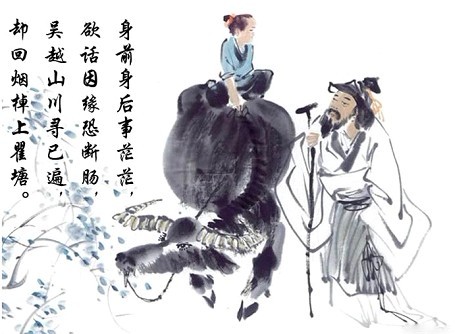 身前身后事茫茫，
欲话因缘恐断肠，
吴越山川寻已遍，
却回烟棹上瞿塘。